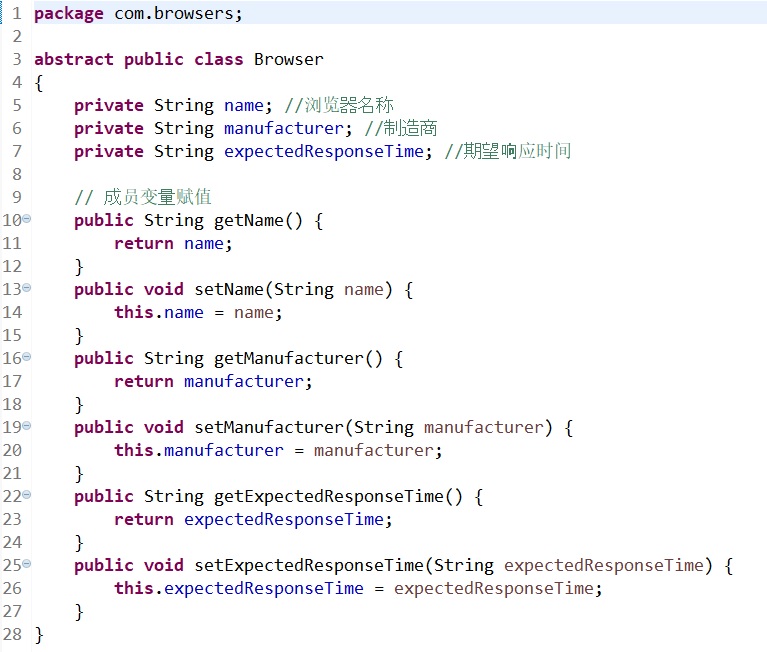 1 package com.browsers;
2
3 abstract public class Browser
4 {
5     private String name; //浏览器名称
6     private String manufacturer; //制造商
7     private String expectedResponseTime; //期望响应时间
8
9     // 成员变量赋值
10     public String getName() {
11         return name;
12     }
13     public void setName(String name) {
14         this.name = name;
15     }
16     public String getManufacturer() {
17         return manufacturer;
18     }
19     public void setManufacturer(String manufacturer) {
20         this.manufacturer = manufacturer;
21     }
22     public String getExpectedResponseTime() {
23         return expectedResponseTime;
24     }
25     public void setExpectedResponseTime(String expectedResponseTime) {
26         this.expectedResponseTime = expectedResponseTime;
27     }
28 }